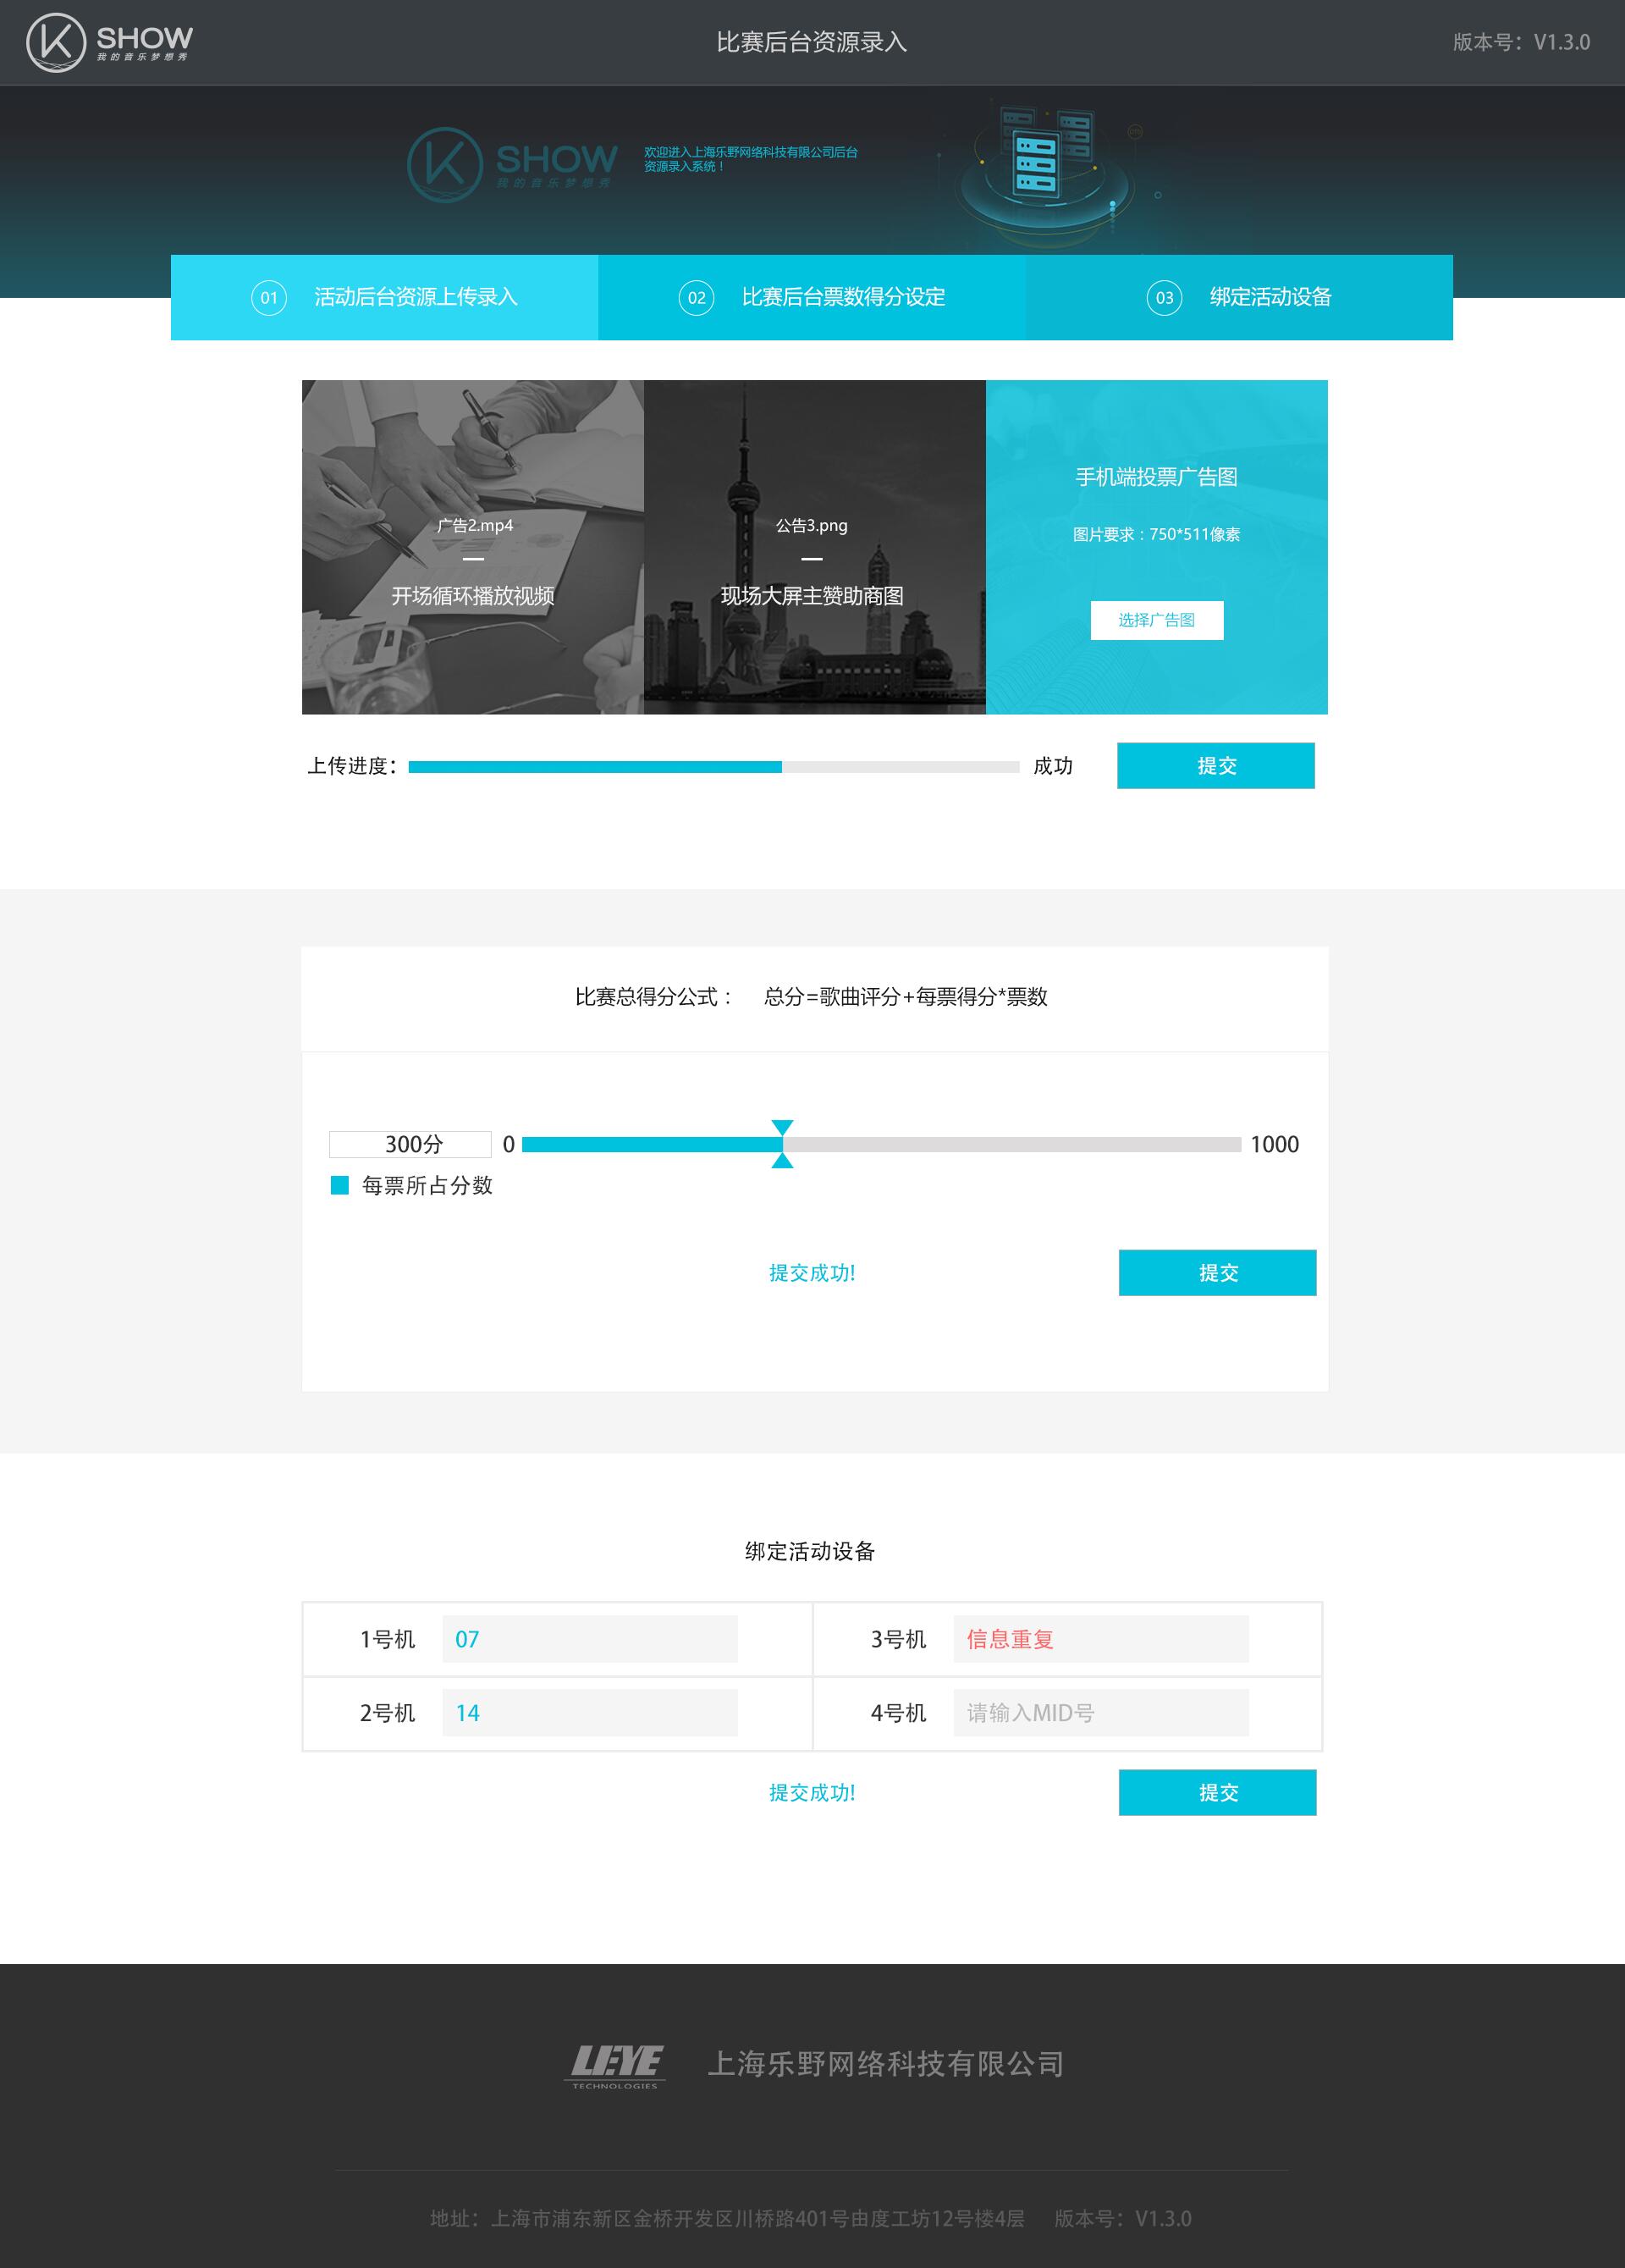 K SHOW
我的音乐梦想秀
比赛后台资源录入
版本号：V1.3.0
K SHOW
我的音乐梦想秀
欢迎进入上海乐野网络科技有限公司后台
资源录入系统！
01 活动后台资源上传录入
02 比赛后台票数得分设定
03 绑定活动设备
广告2.mp4
开场循环播放视频
公告3.png
现场大屏主赞助商图
手机端投票广告图
图片要求：750*511像素
选择广告图
上传进度：
成功
提交
比赛总得分公式： 总分=歌曲评分+每票得分*票数
300分 0 1000
每票所占分数
提交成功!
提交
绑定活动设备
1号机 07
3号机 信息重复
2号机 14
4号机 请输入MID号
提交成功!
提交
LEYE
TECHNOLOGIES
上海乐野网络科技有限公司
地址：上海市浦东新区金桥开发区川桥路401号由度工坊12号楼4层 版本号：V1.3.0